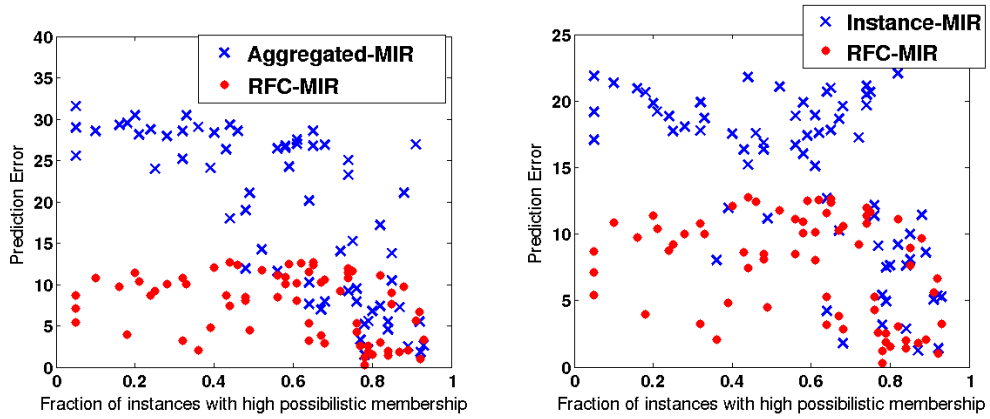 Aggregated-MIR
RFC-MIR
Prediction Error
40
35
30
25
20
15
10
5
0
0 0.2 0.4 0.6 0.8 1
Fraction of instances with high possibilistic membership
Instance-MIR
RFC-MIR
Prediction Error
25
20
15
10
5
0
0 0.2 0.4 0.6 0.8 1
Fraction of instances with high possibilistic membership